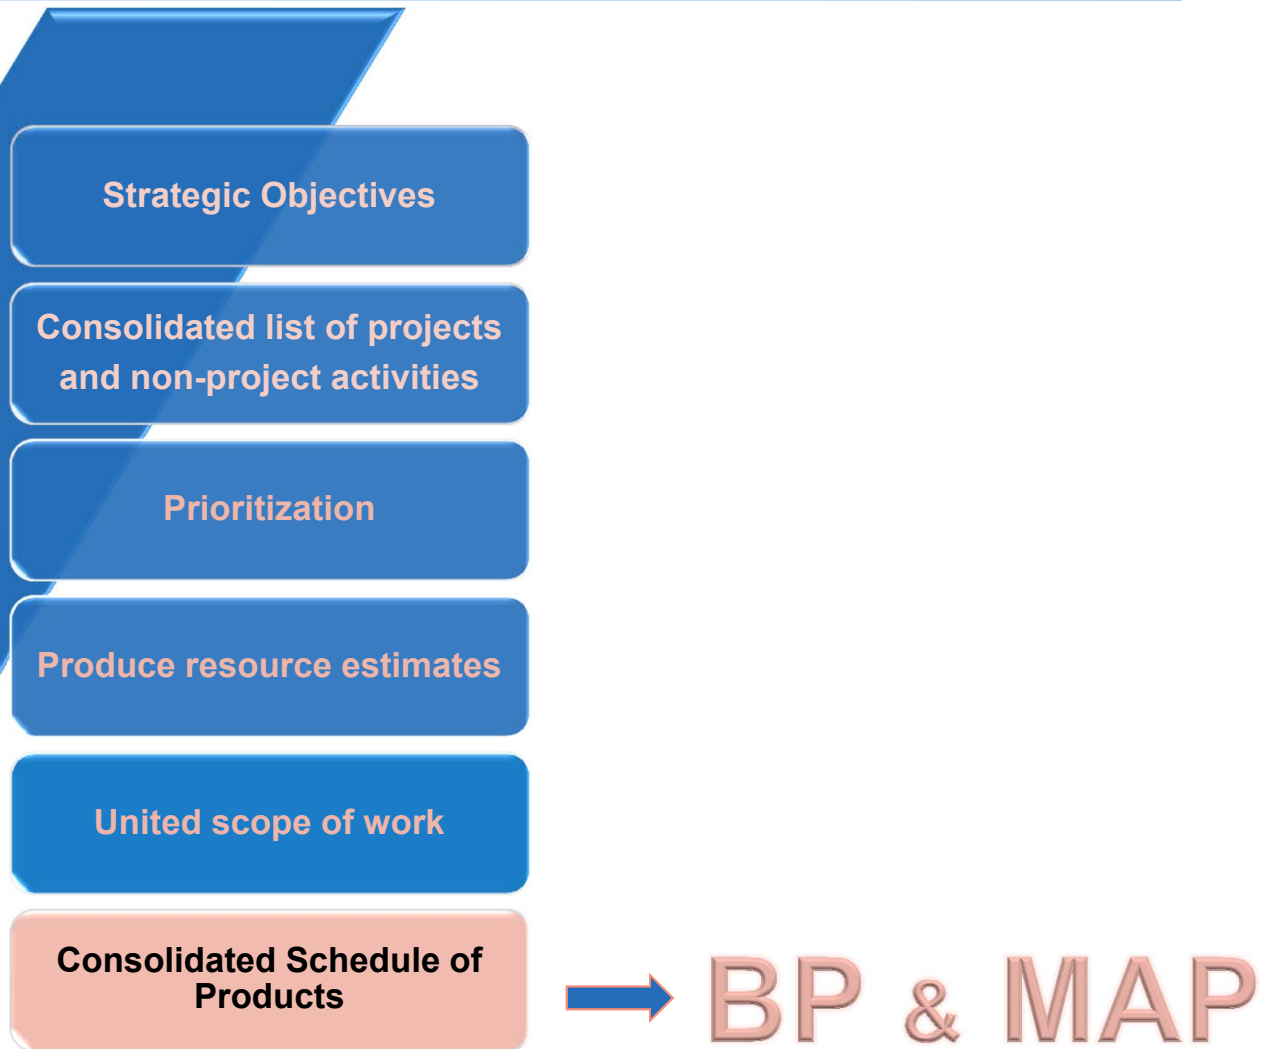 Strategic Objectives
Consolidated list of projects
and non-project activities
Prioritization
Produce resource estimates
United scope of work
Consolidated Schedule of
Products
BP & MAP